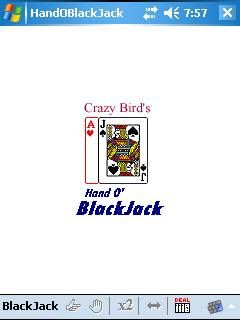 HandOBlackJack 7:57
Crazy Bird's
A J
J
Hand O'
BlackJack
BlackJack x2 DEAL